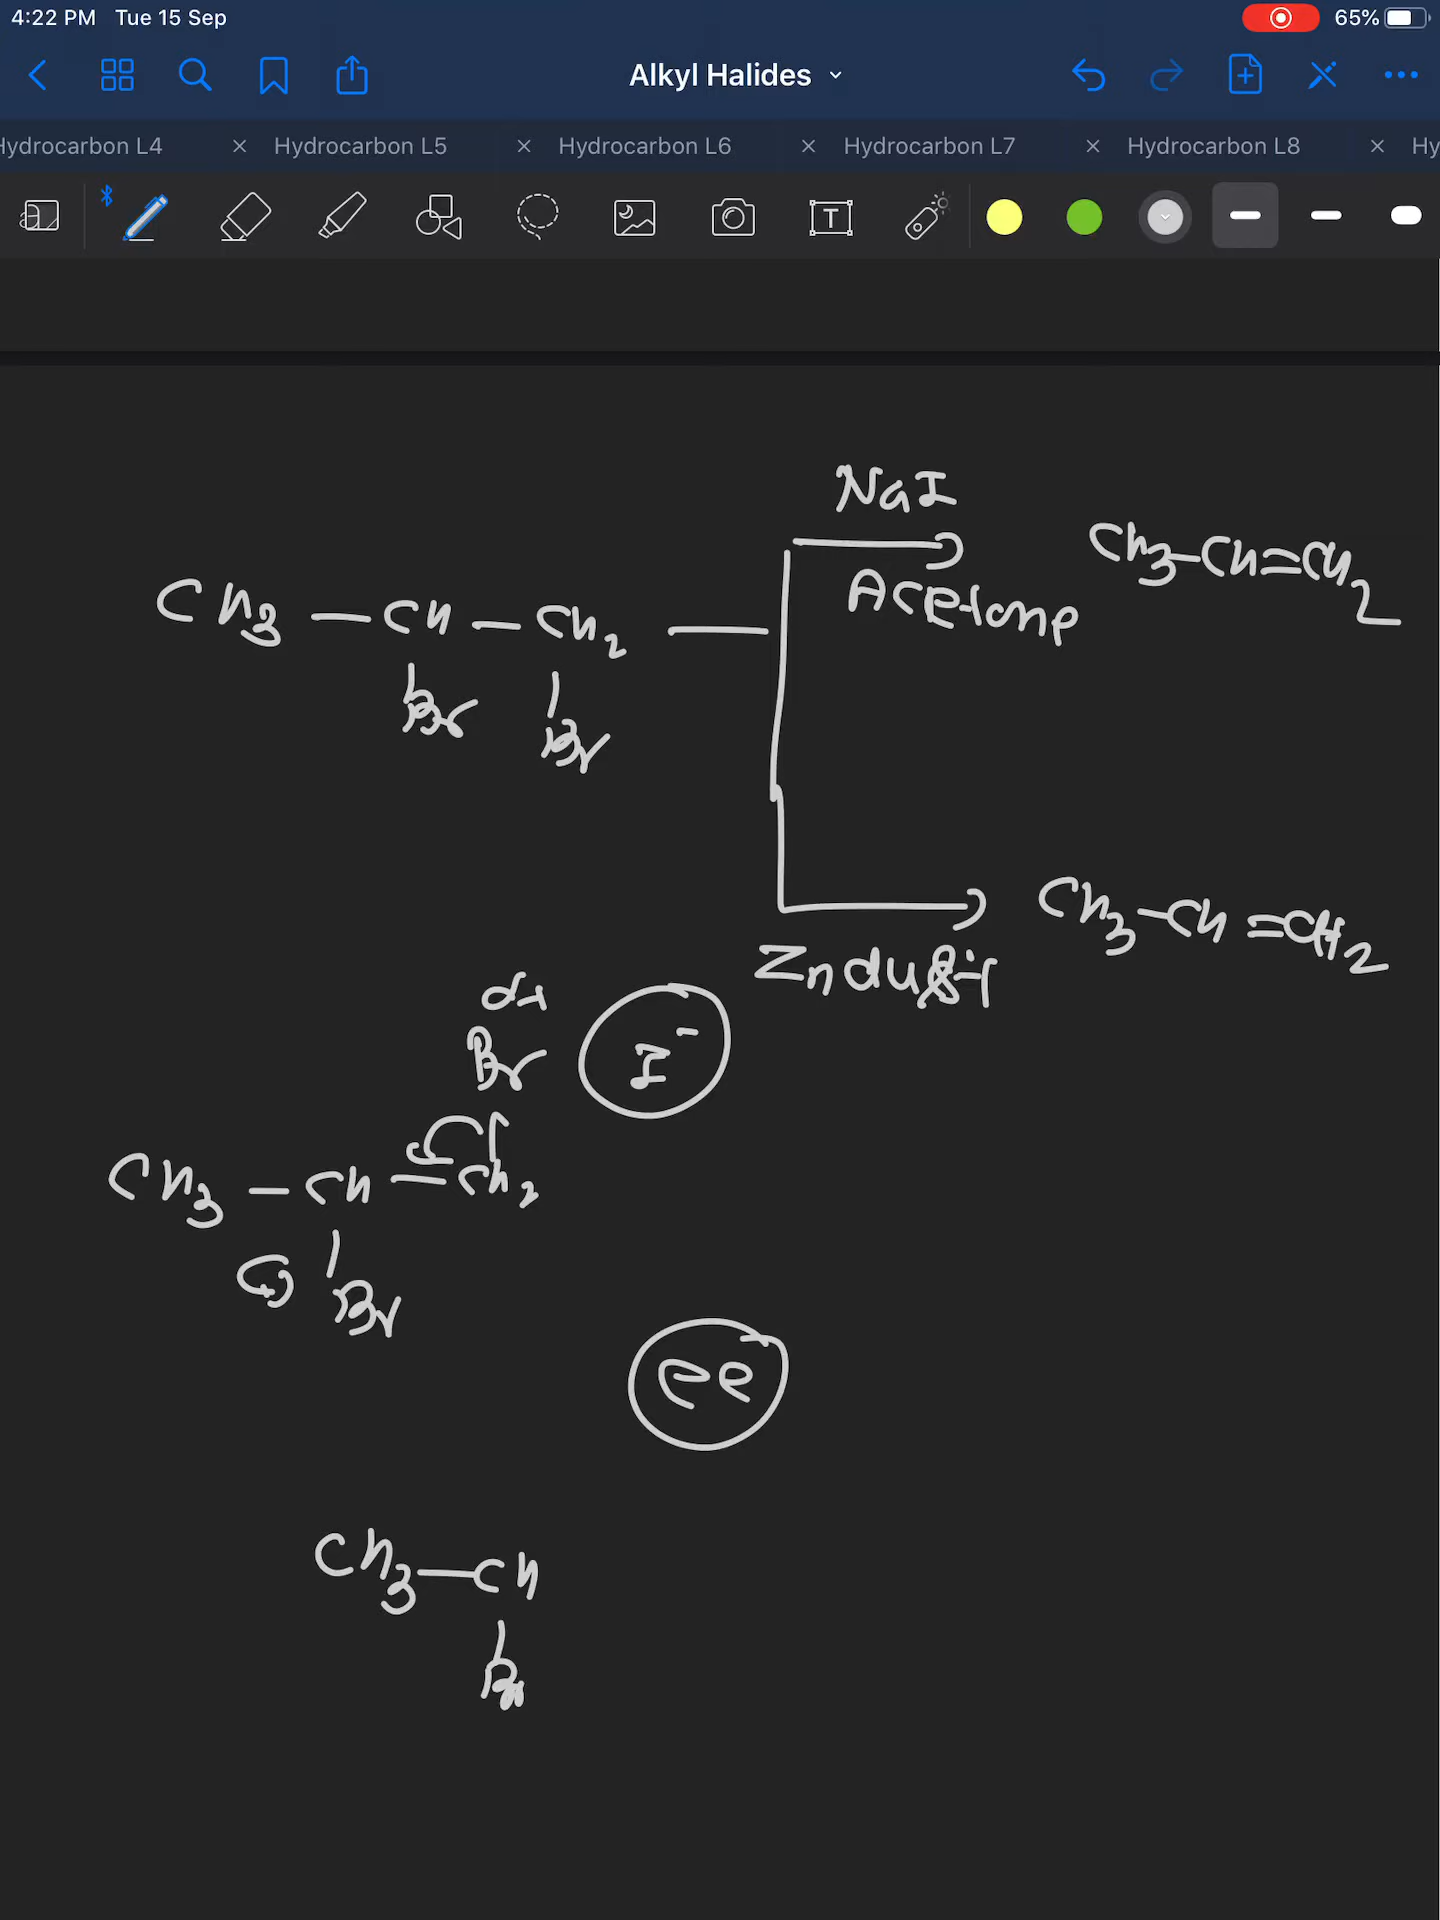 4:22 PM Tue 15 Sep 65%
Alkyl Halides
Hydrocarbon L4 × Hydrocarbon L5 × Hydrocarbon L6 × Hydrocarbon L7 × Hydrocarbon L8 × Hy
T
NaI
CH3-CH=CH2
Acetone
CH3-CH-CH2
Br Br
CH3-CH=CH2
Zn dust
δ+
Br I-
CH3-CH-CH2
Br
ee
CH3-CH
Br